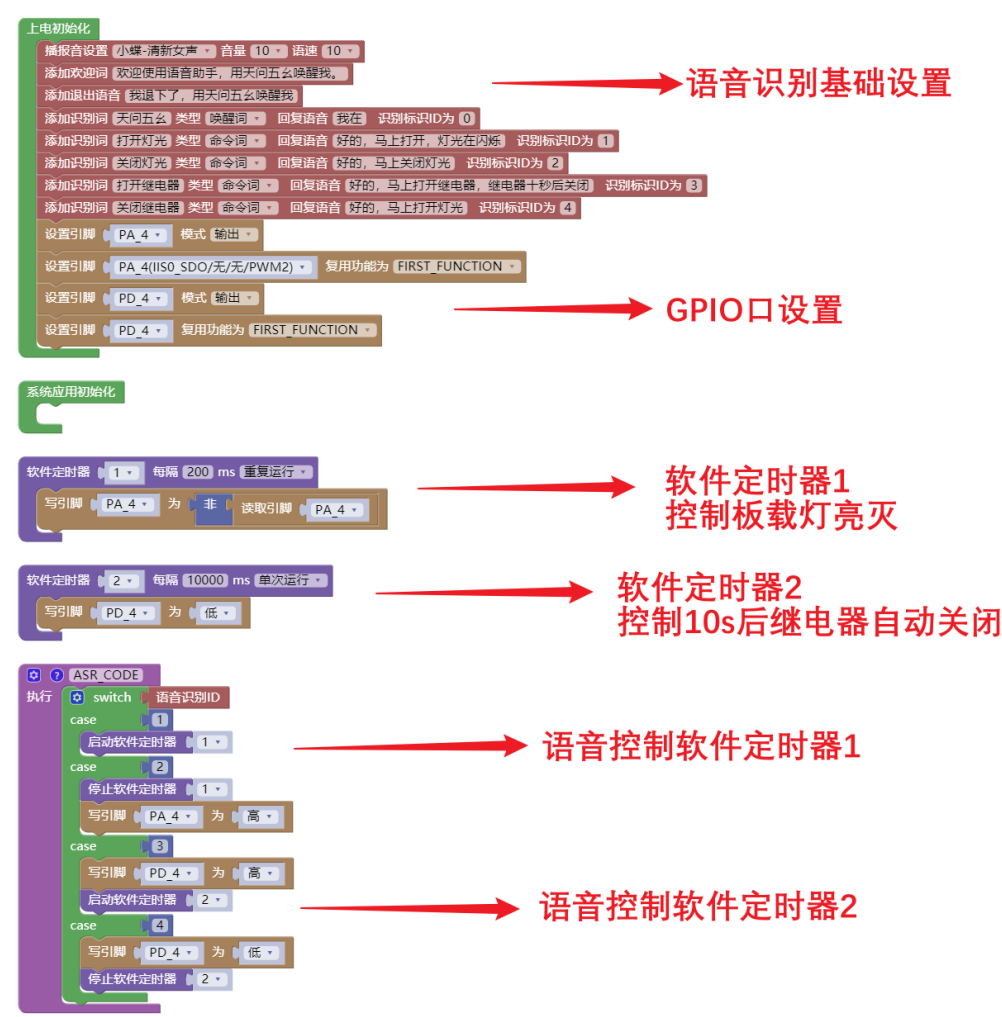 上电初始化
播报音设置 小蝶-清新女声 音量 10 语速 10
添加欢迎词 欢迎使用语音助手，用天问五幺唤醒我。
添加退出语音 我退下了，用天问五幺唤醒我
语音识别基础设置
添加识别词 天问五幺 类型 唤醒词 回复语音 我在 识别标识ID为 0
添加识别词 打开灯光 类型 命令词 回复语音 好的，马上打开，灯光在闪烁 识别标识ID为 1
添加识别词 关闭灯光 类型 命令词 回复语音 好的，马上关闭灯光 识别标识ID为 2
添加识别词 打开继电器 类型 命令词 回复语音 好的，马上打开继电器，继电器十秒后关闭 识别标识ID为 3
添加识别词 关闭继电器 类型 命令词 回复语音 好的，马上打开灯光 识别标识ID为 4
设置引脚 PA_4 模式 输出
设置引脚 PA_4(IIS0_SDO/无/无/PWM2) 复用功能为 FIRST_FUNCTION
设置引脚 PD_4 模式 输出
GPIO口设置
设置引脚 PD_4 复用功能为 FIRST_FUNCTION
系统应用初始化
软件定时器 1 每隔 200 ms 重复运行
写引脚 PA_4 为 非 读取引脚 PA_4
软件定时器1
控制板载灯亮灭
软件定时器 2 每隔 10000 ms 单次运行
写引脚 PD_4 为 低
软件定时器2
控制10s后继电器自动关闭
? ASR_CODE
执行 switch 语音识别ID
case 1
启动软件定时器 1
语音控制软件定时器1
case 2
停止软件定时器 1
写引脚 PA_4 为 高
case 3
写引脚 PD_4 为 高
启动软件定时器 2
语音控制软件定时器2
case 4
写引脚 PD_4 为 低
停止软件定时器 2